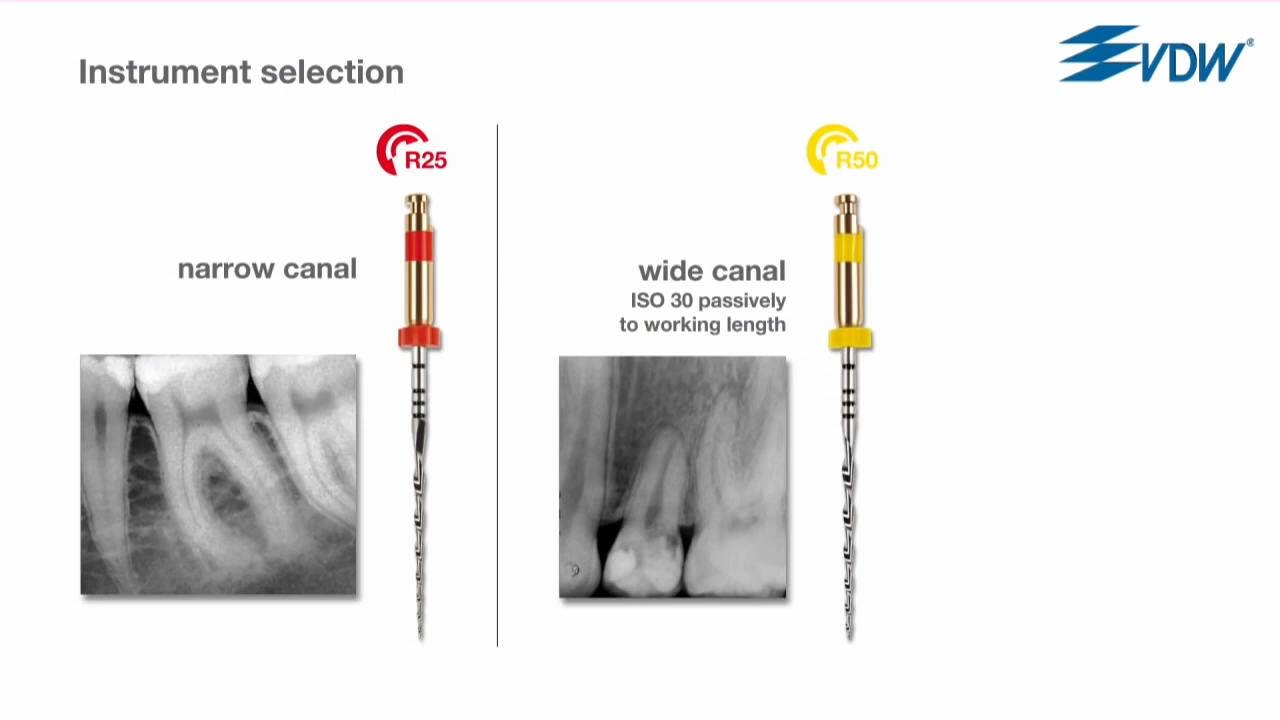 Instrument selection
VDW®
R25
narrow canal
R50
wide canal
ISO 30 passively
to working length